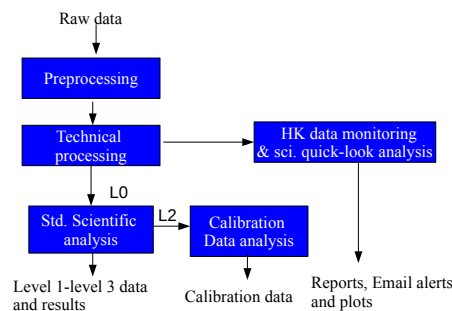 Raw data
Preprocessing
Technical
processing
HK data monitoring
& sci. quick-look analysis
L0
L2
Std. Scientific
analysis
Calibration
Data analysis
Level 1-level 3 data
and results
Calibration data
Reports, Email alerts
and plots